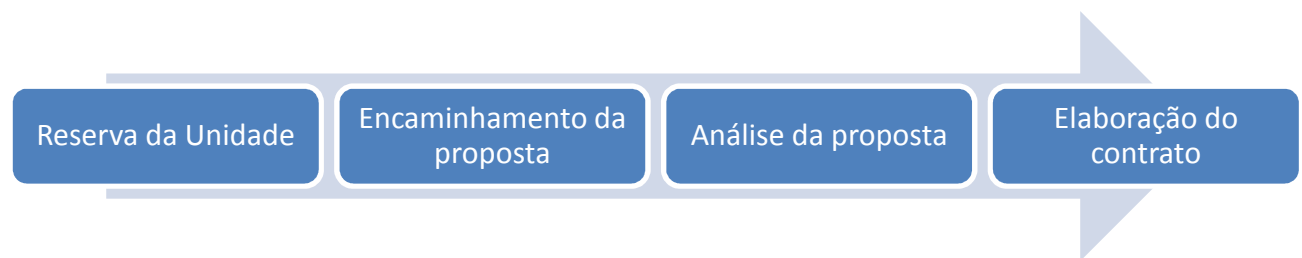 Reserva da Unidade
Encaminhamento da
proposta
Análise da proposta
Elaboração do
contrato